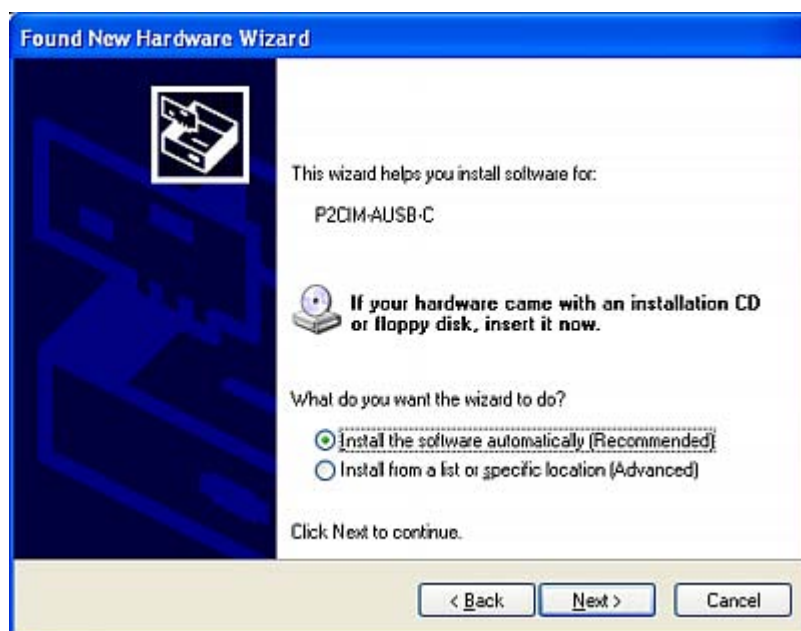 Found New Hardware Wizard
This wizard helps you install software for:
P2CIM-AUSB-C
If your hardware came with an installation CD
or floppy disk, insert it now.
What do you want the wizard to do?
Install the software automatically (Recommended)
Install from a list or specific location (Advanced)
Click Next to continue.
< Back Next > Cancel